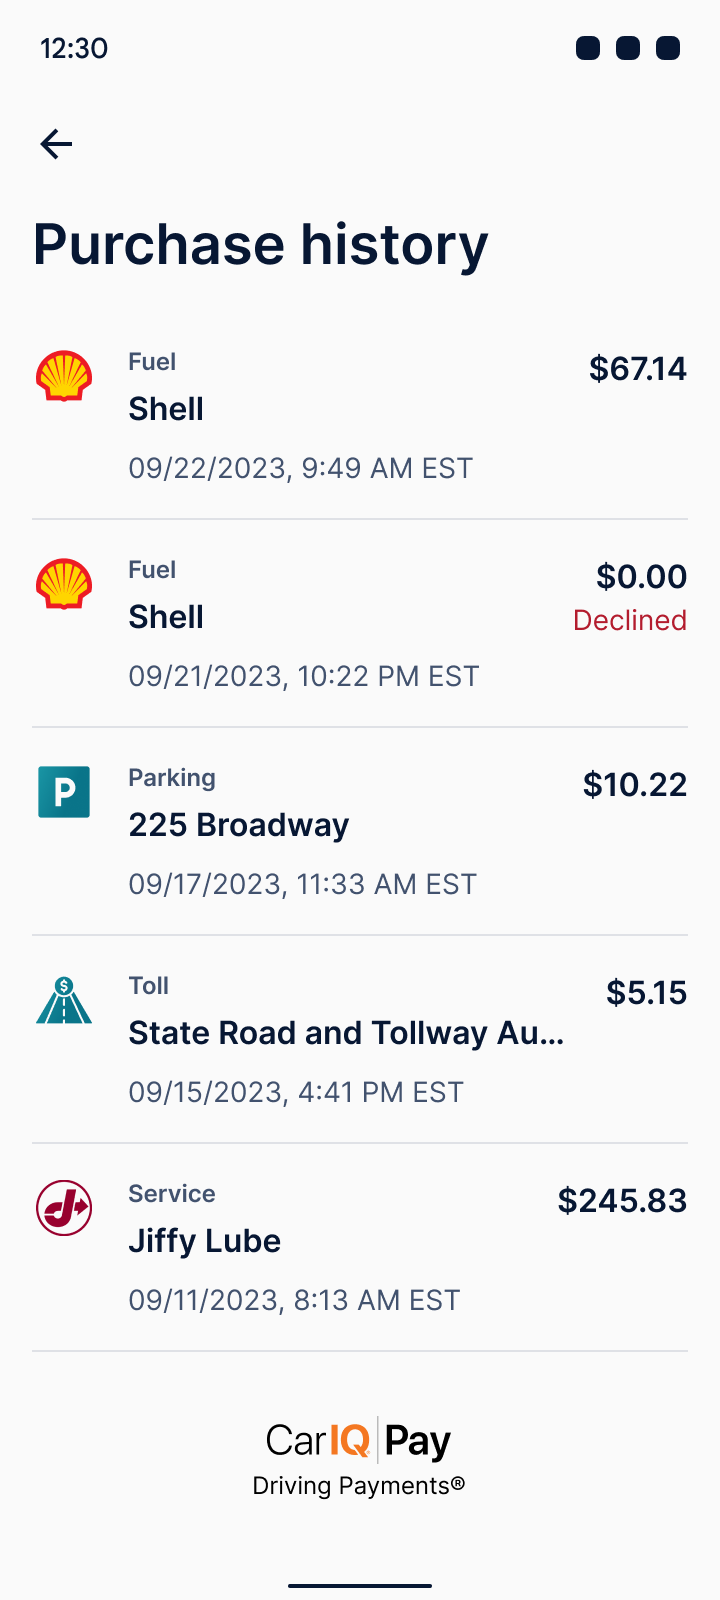 12:30
Purchase history
Fuel
$67.14
Shell
09/22/2023, 9:49 AM EST
Fuel
$0.00
Shell
Declined
09/21/2023, 10:22 PM EST
P
Parking
$10.22
225 Broadway
09/17/2023, 11:33 AM EST
$
Toll
$5.15
State Road and Tollway Au...
09/15/2023, 4:41 PM EST
Service
$245.83
Jiffy Lube
09/11/2023, 8:13 AM EST
CarIQ Pay
Driving Payments®